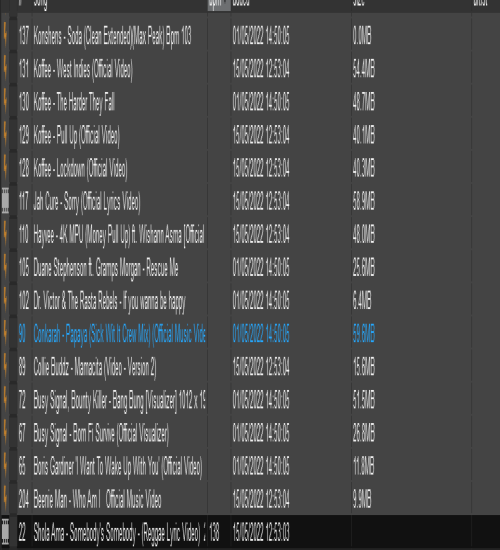 # Song bpm added size artist
137 Konshens - Soda (Clean Extended)(Max Peak) Bpm 103 01/05/2022 14:50:05 0.0MB
131 Koffee - West Indies (Official Video) 15/05/2022 12:53:04 54.4MB
130 Koffee - The Harder They Fall 01/05/2022 14:50:05 48.7MB
129 Koffee - Pull Up (Official Video) 15/05/2022 12:53:04 40.1MB
128 Koffee - Lockdown (Official Video) 15/05/2022 12:53:04 40.3MB
117 Jah Cure - Sorry (Official Lyrics Video) 15/05/2022 12:53:04 58.9MB
110 Hayvee - 4K MPU (Money Pull Up) ft. Wishann Asma [Official 15/05/2022 12:53:04 48.0MB
105 Duane Stephenson ft. Gramps Morgan - Rescue Me 01/05/2022 14:50:05 25.6MB
102 Dr. Victor & The Rasta Rebels - If you wanna be happy 01/05/2022 14:50:05 6.4MB
90 Conkarah - Papaya (Sick Wit It Crew Mix) (Official Music Vide 01/05/2022 14:50:05 59.6MB
89 Collie Buddz - Mamacita (Video - Version 2) 15/05/2022 12:53:04 15.6MB
72 Busy Signal, Bounty Killer - Bang Bung [Visualizer] 1012 x 19 01/05/2022 14:50:05 51.5MB
67 Busy Signal - Born Fi Survive (Official Visualizer) 01/05/2022 14:50:05 26.8MB
65 Boris Gardiner 'I Want To Wake Up With You' (Official Video) 01/05/2022 14:50:05 11.8MB
204 Beenie Man - Who Am I Official Music Video 15/05/2022 12:53:04 9.9MB
22 Shola Ama - Somebody's Somebody - (Reggae Lyric Video) 138 15/05/2022 12:53:03